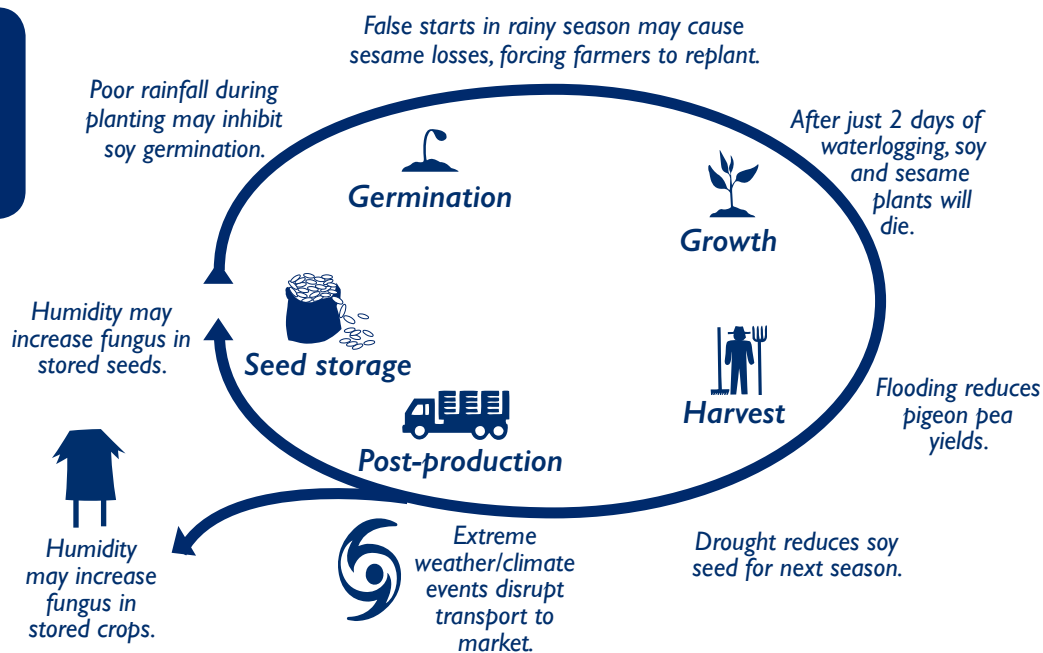 False starts in rainy season may cause
sesame losses, forcing farmers to replant.
Poor rainfall during
planting may inhibit
soy germination.
After just 2 days of
waterlogging, soy
and sesame
plants will
die.
Germination
Growth
Humidity may
increase fungus in
stored seeds.
Seed storage
Harvest
Flooding reduces
pigeon pea
yields.
Post-production
Humidity
may increase
fungus in
stored crops.
Extreme
weather/climate
events disrupt
transport to
market.
Drought reduces soy
seed for next season.